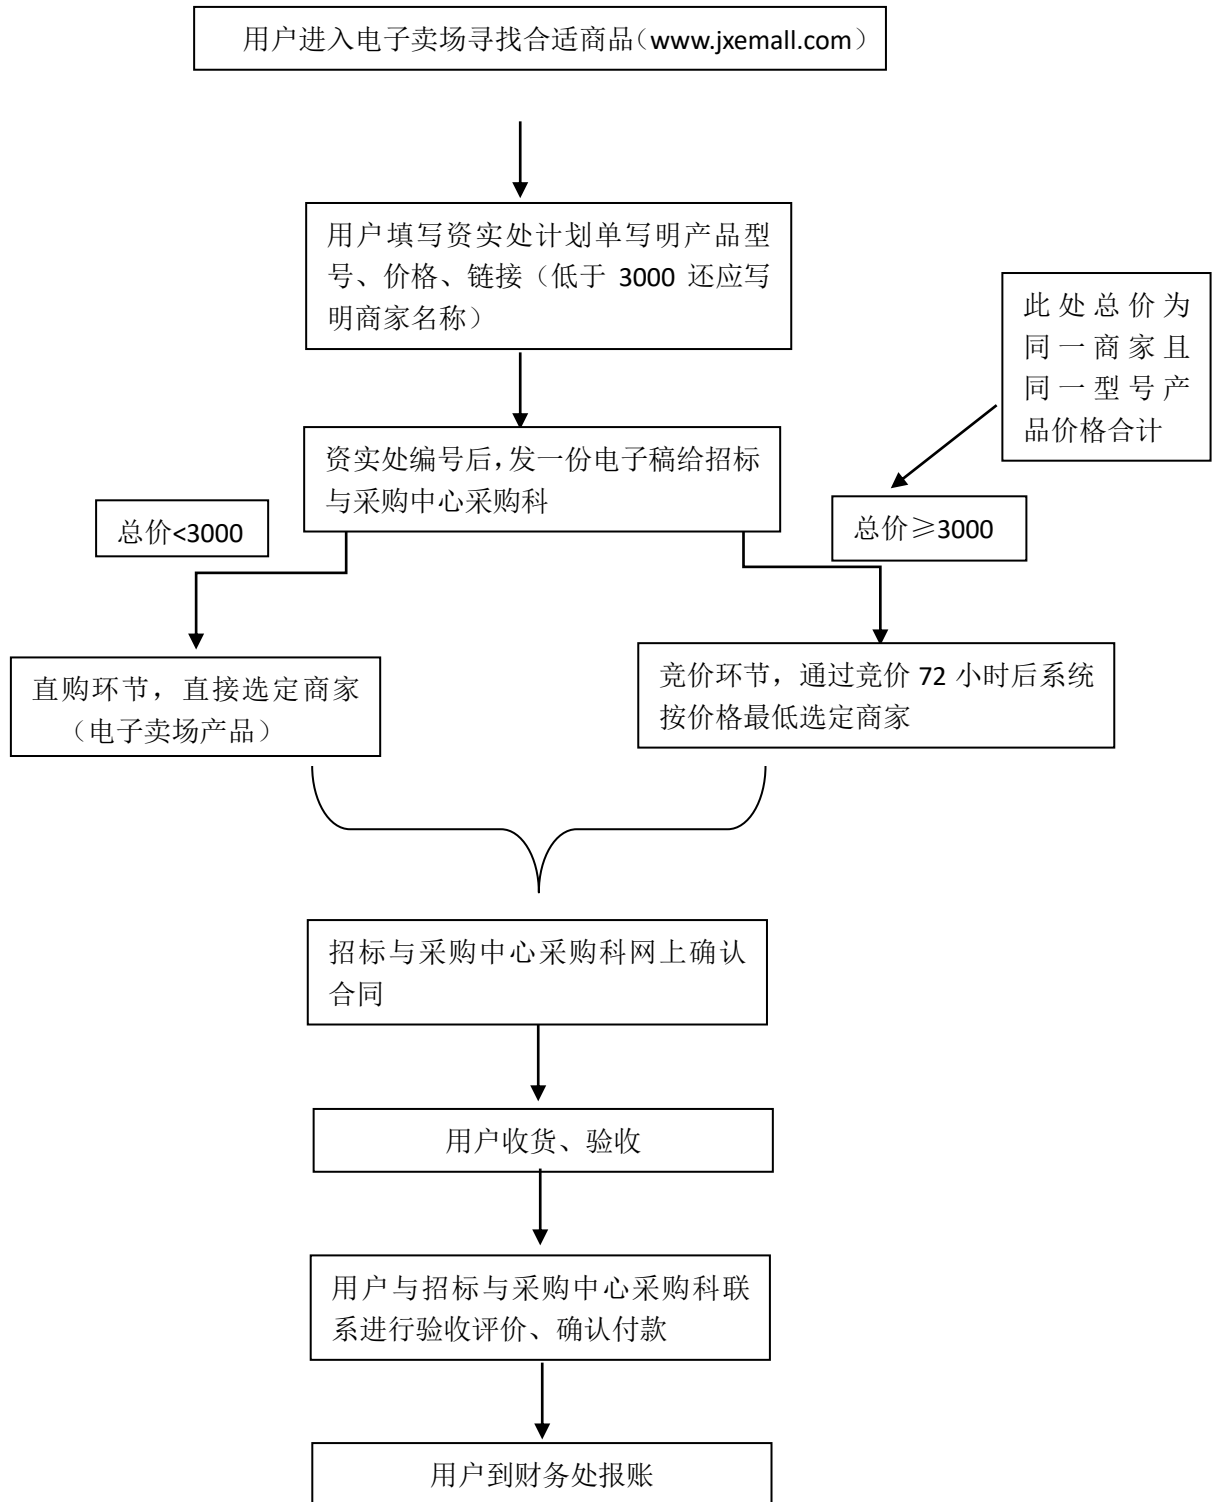 用户进入电子卖场寻找合适商品（www.jxemall.com）
用户填写资实处计划单写明产品型
号、价格、链接（低于 3000 还应写
明商家名称）
此处总价为
同一商家且
同一型号产
品价格合计
资实处编号后，发一份电子稿给招标
与采购中心采购科
总价<3000
总价≥3000
直购环节，直接选定商家
（电子卖场产品）
竞价环节，通过竞价 72 小时后系统
按价格最低选定商家
招标与采购中心采购科网上确认
合同
用户收货、验收
用户与招标与采购中心采购科联
系进行验收评价、确认付款
用户到财务处报账